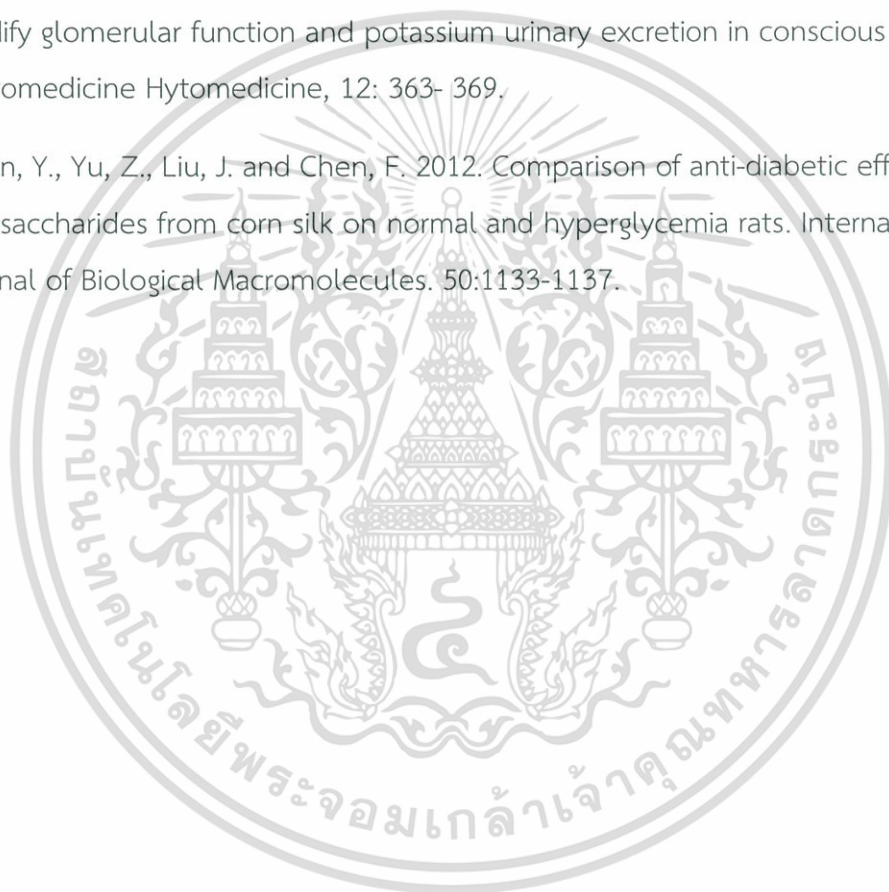 dify glomerular function and potassium urinary excretion in conscious
omedicine Hytomedicine, 12: 363- 369.
n, Y., Yu, Z., Liu, J. and Chen, F. 2012. Comparison of anti-diabetic eff
saccharides from corn silk on normal and hyperglycemia rats. Interna
nal of Biological Macromolecules. 50:1133-1137.
สถาบันเทคโนโลยีพระจอมเกล้าเจ้าคุณทหารลาดกระบัง
๔